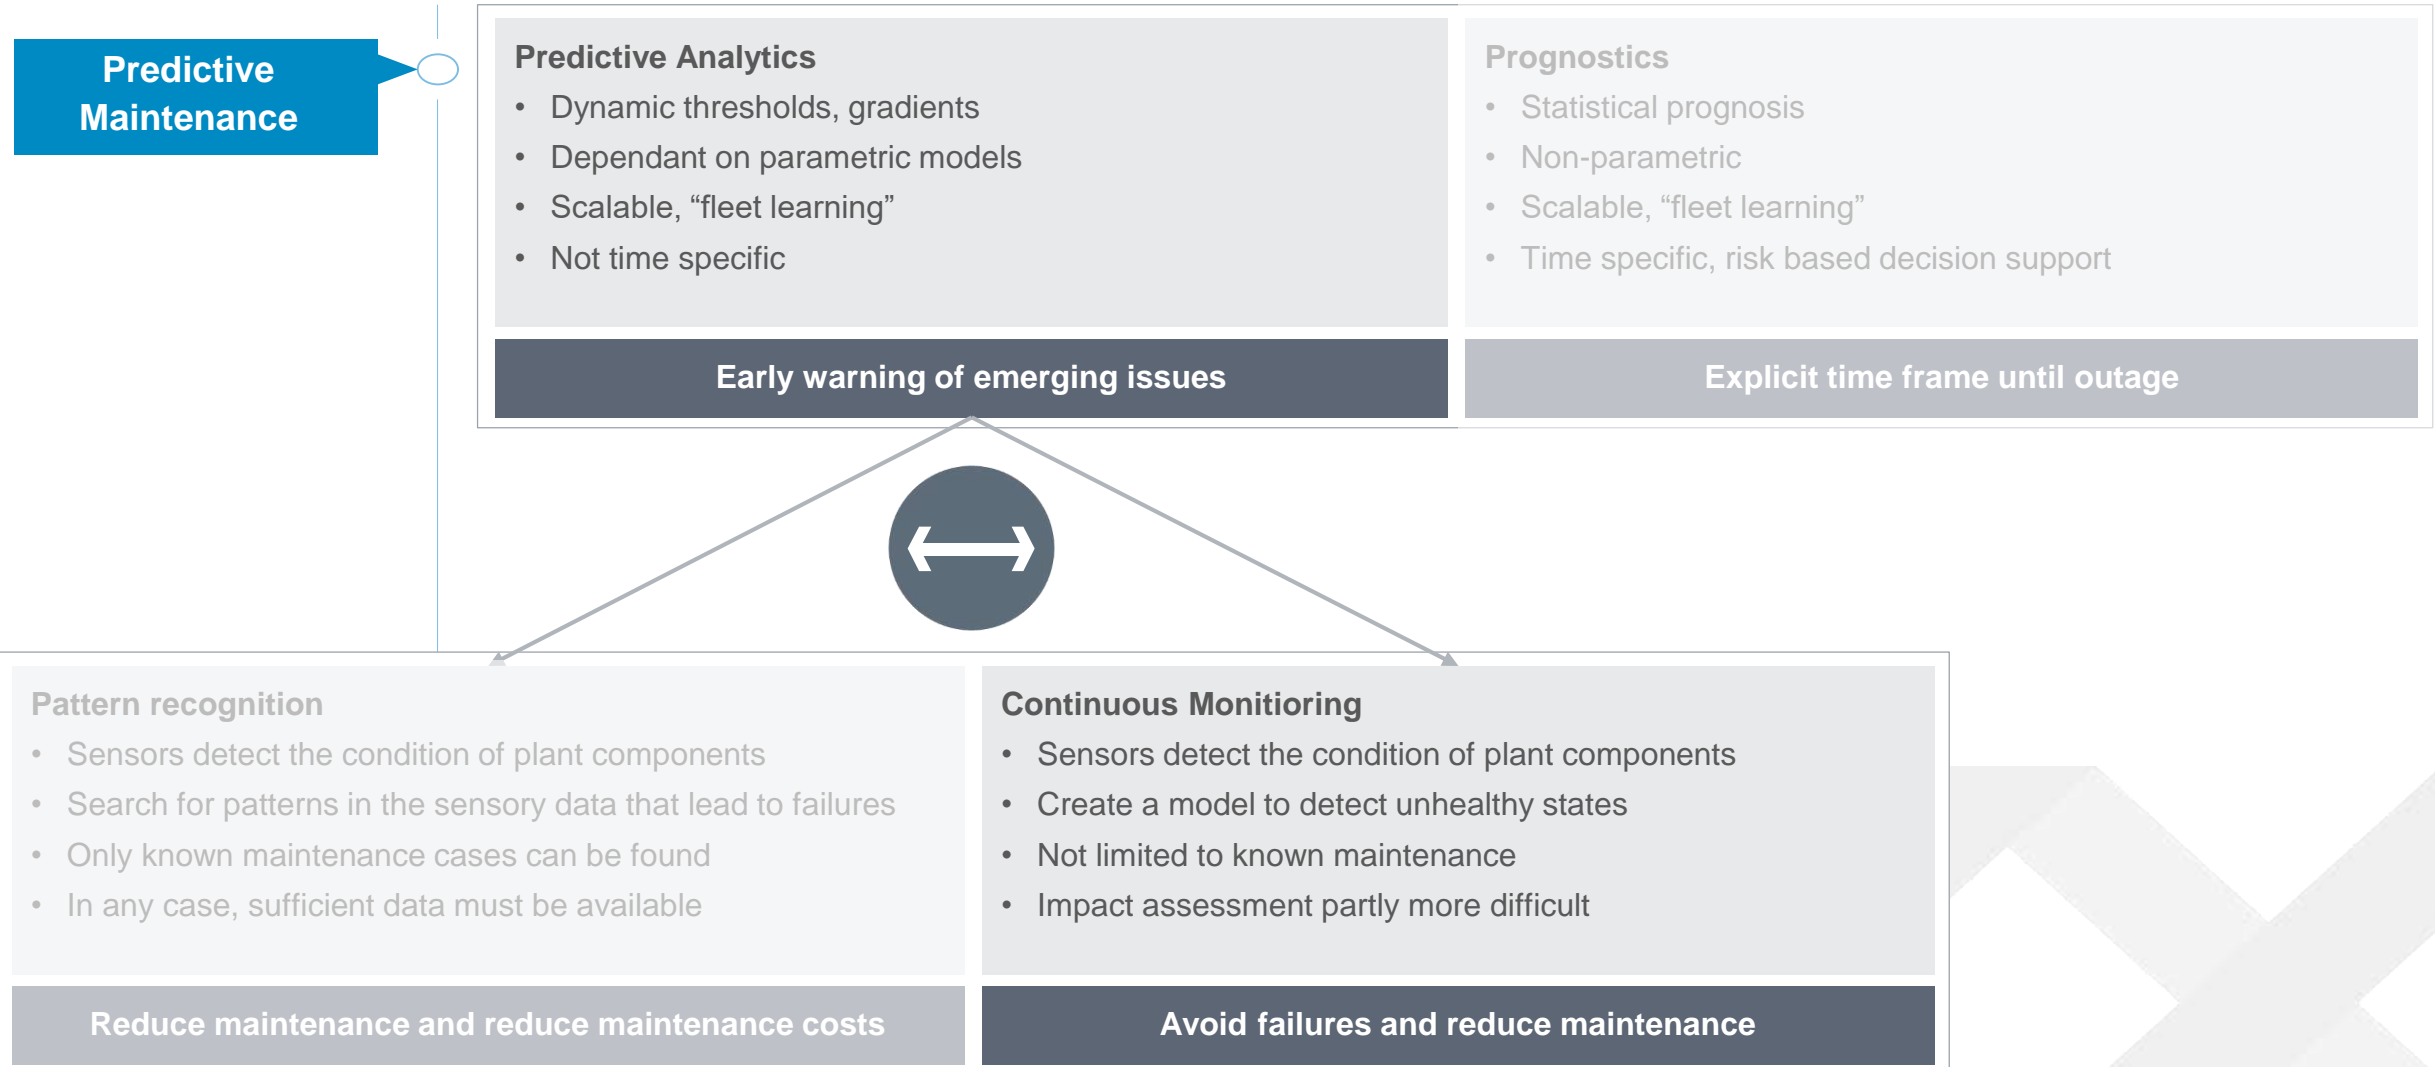 Predictive
Maintenance
Predictive Analytics
• Dynamic thresholds, gradients
• Dependant on parametric models
• Scalable, “fleet learning”
• Not time specific
Early warning of emerging issues
Prognostics
• Statistical prognosis
• Non-parametric
• Scalable, “fleet learning”
• Time specific, risk based decision support
Explicit time frame until outage
Pattern recognition
• Sensors detect the condition of plant components
• Search for patterns in the sensory data that lead to failures
• Only known maintenance cases can be found
• In any case, sufficient data must be available
Reduce maintenance and reduce maintenance costs
Continuous Monitioring
• Sensors detect the condition of plant components
• Create a model to detect unhealthy states
• Not limited to known maintenance
• Impact assessment partly more difficult
Avoid failures and reduce maintenance